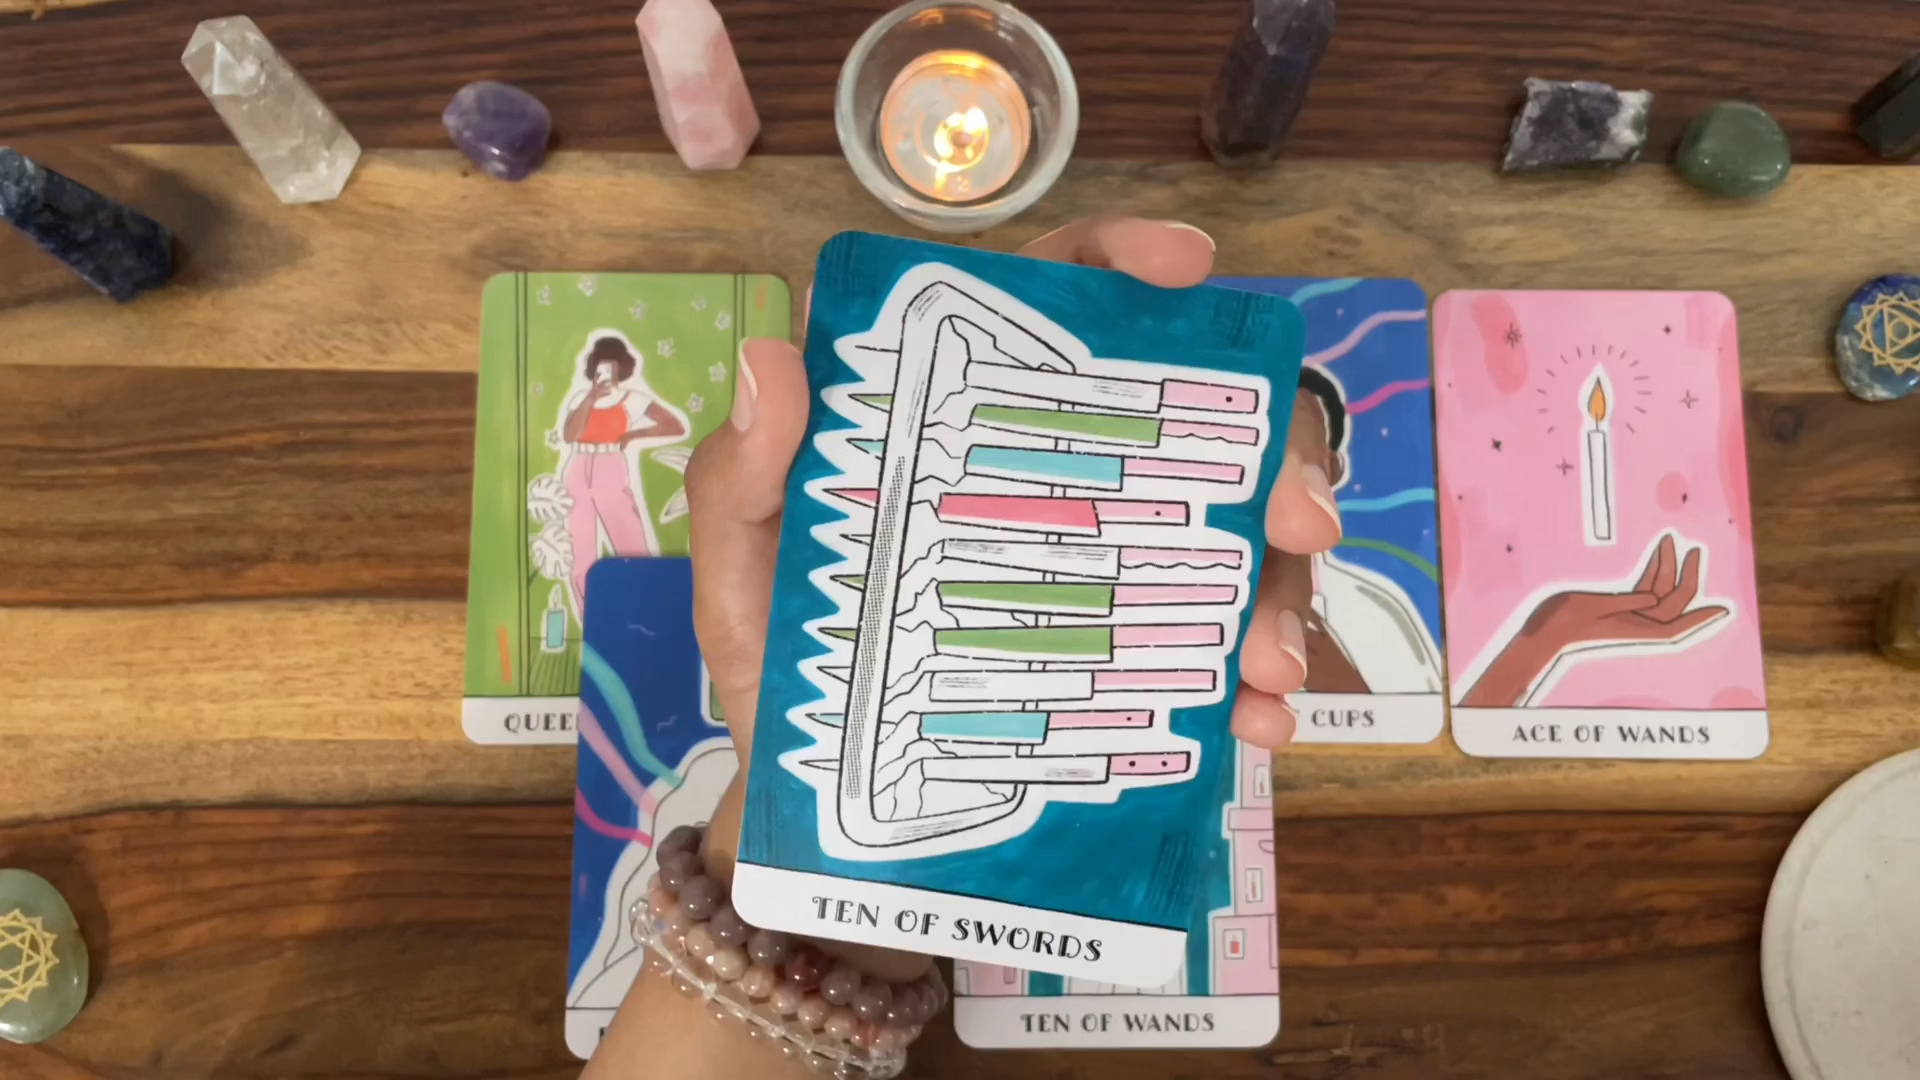 QUEE
CUPS
ACE OF WANDS
TEN OF SWORDS
TEN OF WANDS